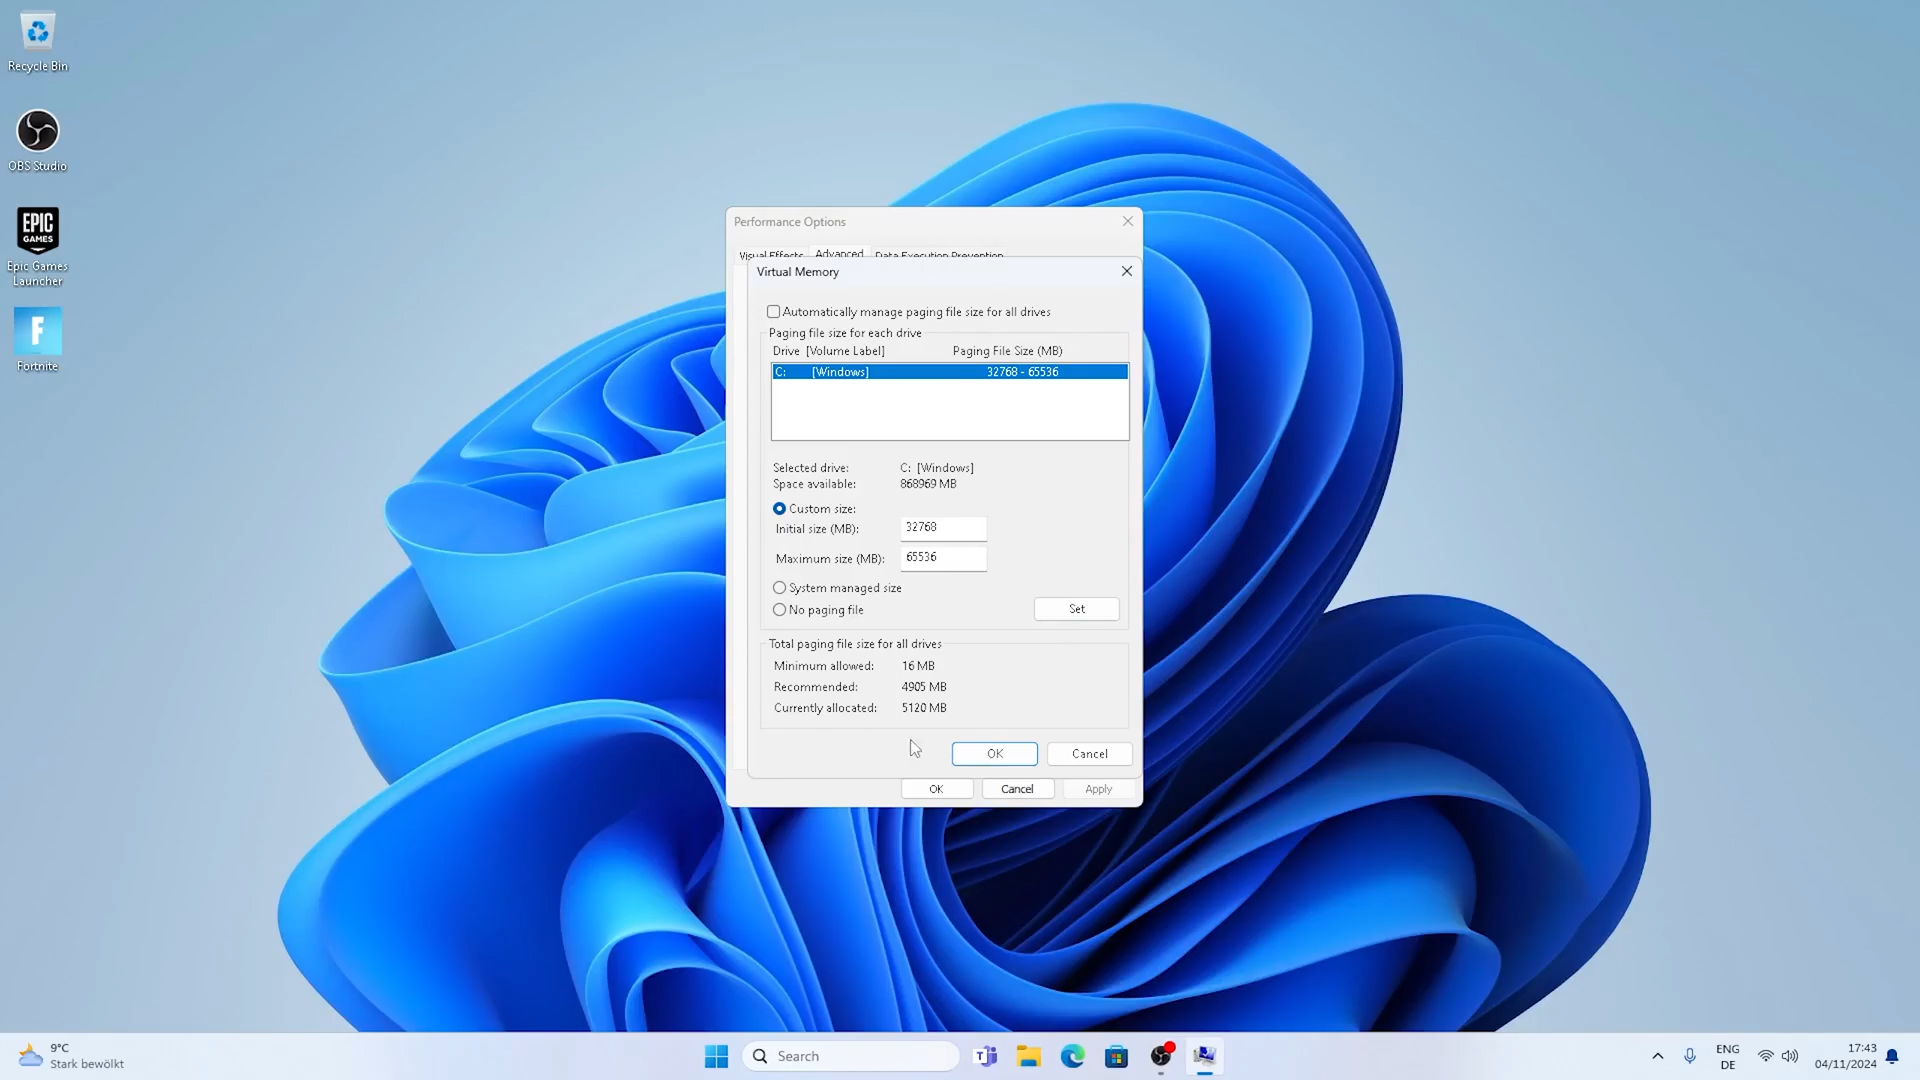 Recycle Bin
OBS Studio
EPIC
GAMES
Epic Games
Launcher
F
Fortnite
Performance Options
Visual Effects Advanced Data Execution Prevention
Virtual Memory
Automatically manage paging file size for all drives
Paging file size for each drive
Drive [Volume Label] Paging File Size (MB)
C: [Windows] 32768 - 65536
Selected drive: C: [Windows]
Space available: 868969 MB
Custom size:
Initial size (MB): 32768
Maximum size (MB): 65536
System managed size
No paging file
Set
Total paging file size for all drives
Minimum allowed: 16 MB
Recommended: 4905 MB
Currently allocated: 5120 MB
OK Cancel
OK Cancel Apply
9°C
Stark bewölkt
Search
ENG
DE
17:43
04/11/2024